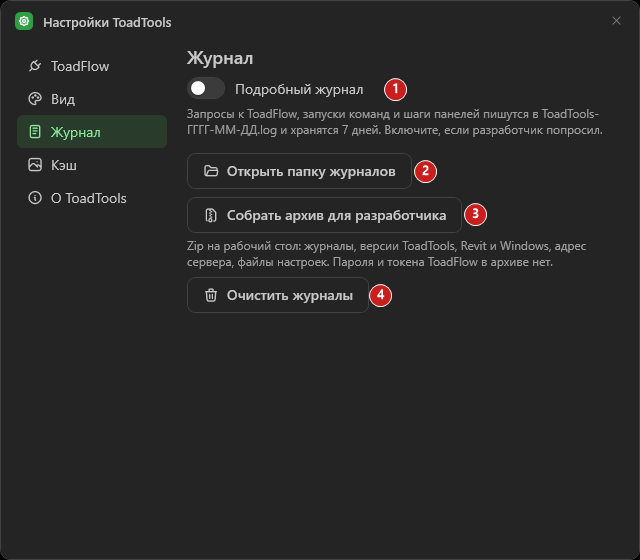 Настройки ToadTools
ToadFlow
Вид
Журнал
Кэш
О ToadTools
Журнал
Подробный журнал 1
Запросы к ToadFlow, запуски команд и шаги панелей пишутся в ToadTools-
ГГГГ-ММ-ДД.log и хранятся 7 дней. Включите, если разработчик попросил.
Открыть папку журналов 2
Собрать архив для разработчика 3
Zip на рабочий стол: журналы, версии ToadTools, Revit и Windows, адрес
сервера, файлы настроек. Пароля и токена ToadFlow в архиве нет.
Очистить журналы 4